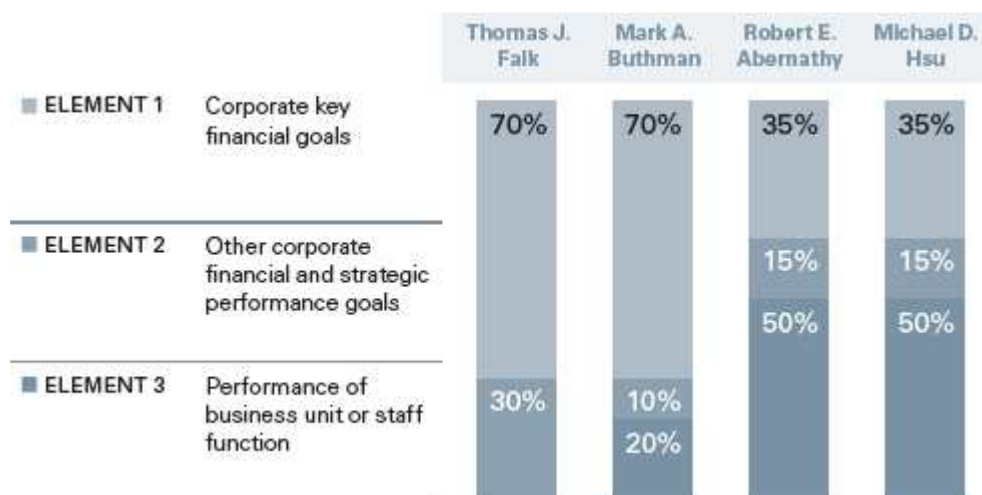 Thomas J. Falk
Mark A. Buthman
Robert E. Abernathy
Michael D. Hsu
ELEMENT 1
Corporate key
financial goals
70%
70%
35%
35%
ELEMENT 2
Other corporate
financial and strategic
performance goals
15%
15%
50%
50%
ELEMENT 3
Performance of
business unit or staff
function
30%
10%
20%